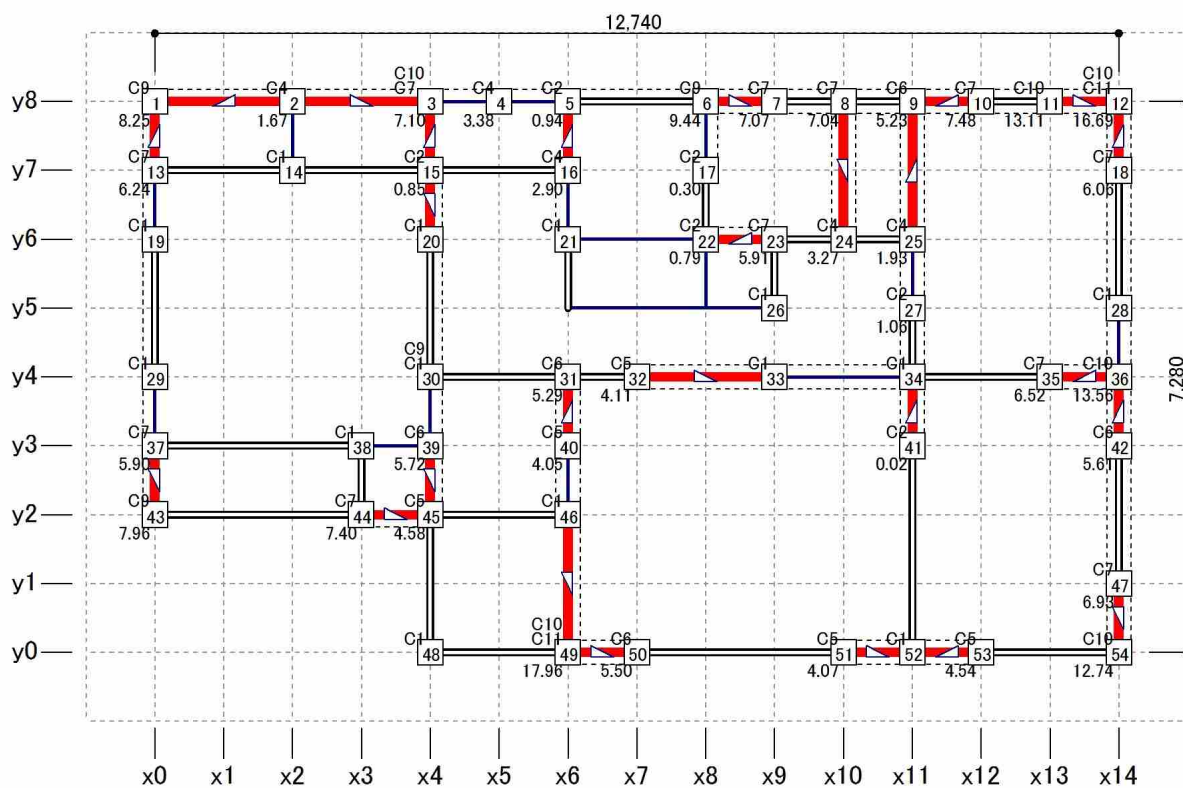 12,740
C10 C10
C9 C4 C7 C4 C2 C9 C7 C7 C6 C7 C10 C11
y8 1 2 3 4 5 6 7 8 9 10 11 12
8.25 1.67 7.10 3.38 0.94 9.44 7.07 7.04 5.23 7.48 13.11 16.69
C7 C1 C2 C4 C2 C7
y7 13 14 15 16 17 18
6.24 0.85 2.90 0.30 6.05
C1 C1 C1 C2 C7 C4 C4
y6 19 20 21 22 23 24 25
0.79 5.91 3.27 1.93
C1 C2 C1
y5 26 27 28
1.06
C9
C1 C1 C6 C5 C1 C1 C7 C10
y4 29 30 31 32 33 34 35 36
5.29 4.11 6.52 13.56
7,280
C7 C1 C6 C5 C2 C6
y3 37 38 39 40 41 42
5.90 5.72 4.05 0.02 5.61
C9 C7 C5 C1
y2 43 44 45 46
7.96 7.40 4.58
C7
y1 47
6.93
C10
C1 C11 C6 C5 C1 C5 C10
y0 48 49 50 51 52 53 54
17.96 5.50 4.07 4.54 12.74
x0 x1 x2 x3 x4 x5 x6 x7 x8 x9 x10 x11 x12 x13 x14